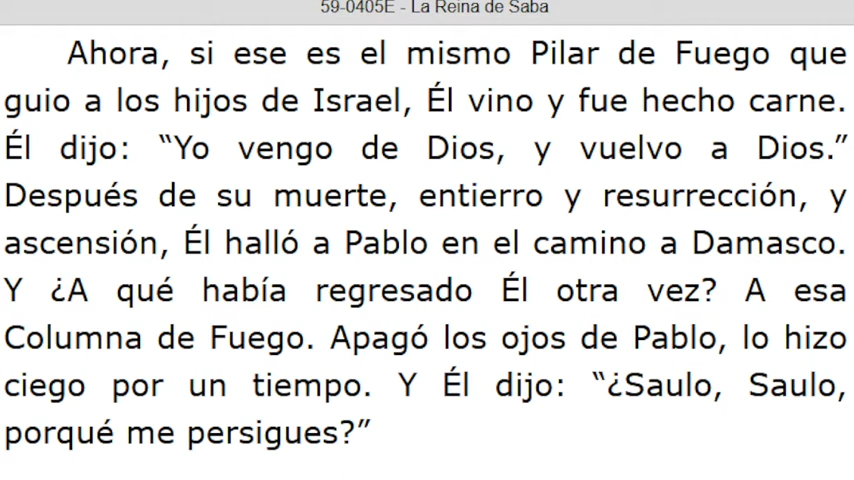 59-0405E - La Reina de Saba
Ahora, si ese es el mismo Pilar de Fuego que
guio a los hijos de Israel, Él vino y fue hecho carne.
Él dijo: “Yo vengo de Dios, y vuelvo a Dios.”
Después de su muerte, entierro y resurrección, y
ascensión, Él halló a Pablo en el camino a Damasco.
Y ¿A qué había regresado Él otra vez? A esa
Columna de Fuego. Apagó los ojos de Pablo, lo hizo
ciego por un tiempo. Y Él dijo: “¿Saulo, Saulo,
porqué me persigues?”